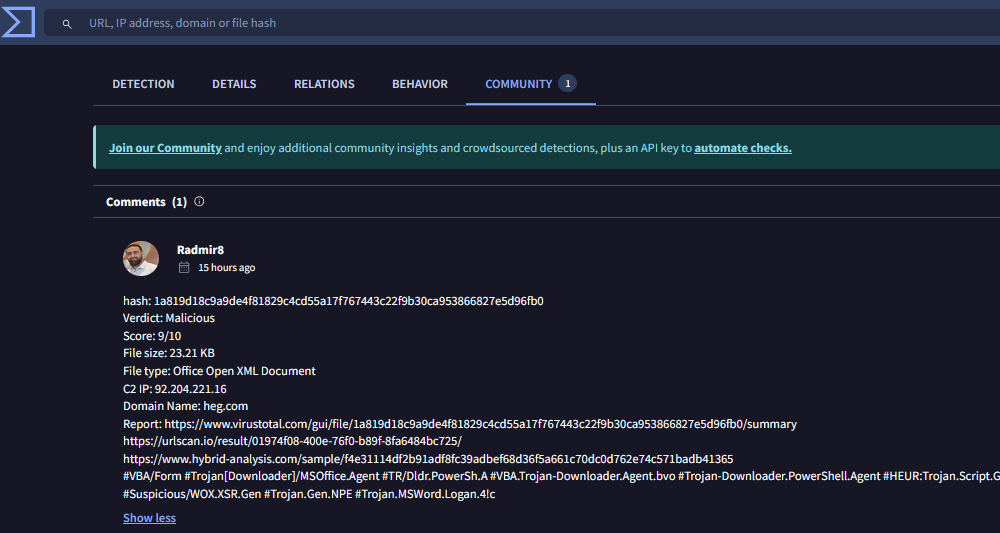 URL, IP address, domain or file hash
DETECTION DETAILS RELATIONS BEHAVIOR COMMUNITY 1
Join our Community and enjoy additional community insights and crowdsourced detections, plus an API key to automate checks.
Comments (1)
Radmir8
15 hours ago
hash: 1a819d18c9a9de4f81829c4cd55a17f767443c22f9b30ca953866827e5d96fb0
Verdict: Malicious
Score: 9/10
File size: 23.21 KB
File type: Office Open XML Document
C2 IP: 92.204.221.16
Domain Name: heg.com
Report: https://www.virustotal.com/gui/file/1a819d18c9a9de4f81829c4cd55a17f767443c22f9b30ca953866827e5d96fb0/summary
https://urlscan.io/result/01974f08-400e-76f0-b89f-8fa6484bc725/
https://www.hybrid-analysis.com/sample/f4e31114df2b91adf8fc39adbef68d36f5a661c70dc0d762e74c571badb41365
#VBA/Form #Trojan[Downloader]/MSOffice.Agent #TR/Dldr.PowerSh.A #VBA.Trojan-Downloader.Agent.bvo #Trojan-Downloader.PowerShell.Agent #HEUR:Trojan.Script.G
#Suspicious/WOX.XSR.Gen #Trojan.Gen.NPE #Trojan.MSWord.Logan.4!c
Show less